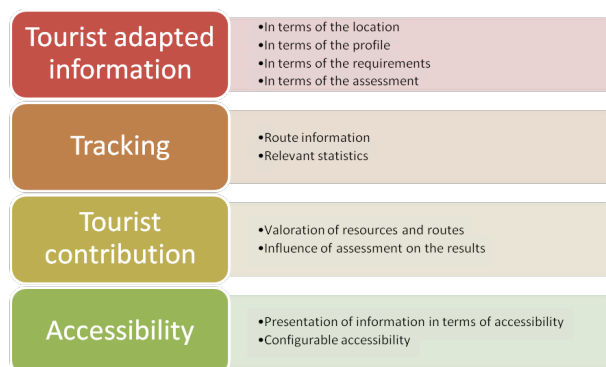 Tourist adapted
information
•In terms of the location
•In terms of the profile
•In terms of the requirements
•In terms of the assessment
Tracking
•Route information
•Relevant statistics
Tourist
contribution
•Valoration of resources and routes
•Influence of assessment on the results
Accessibility
•Presentation of information in terms of accessibility
•Configurable accessibility